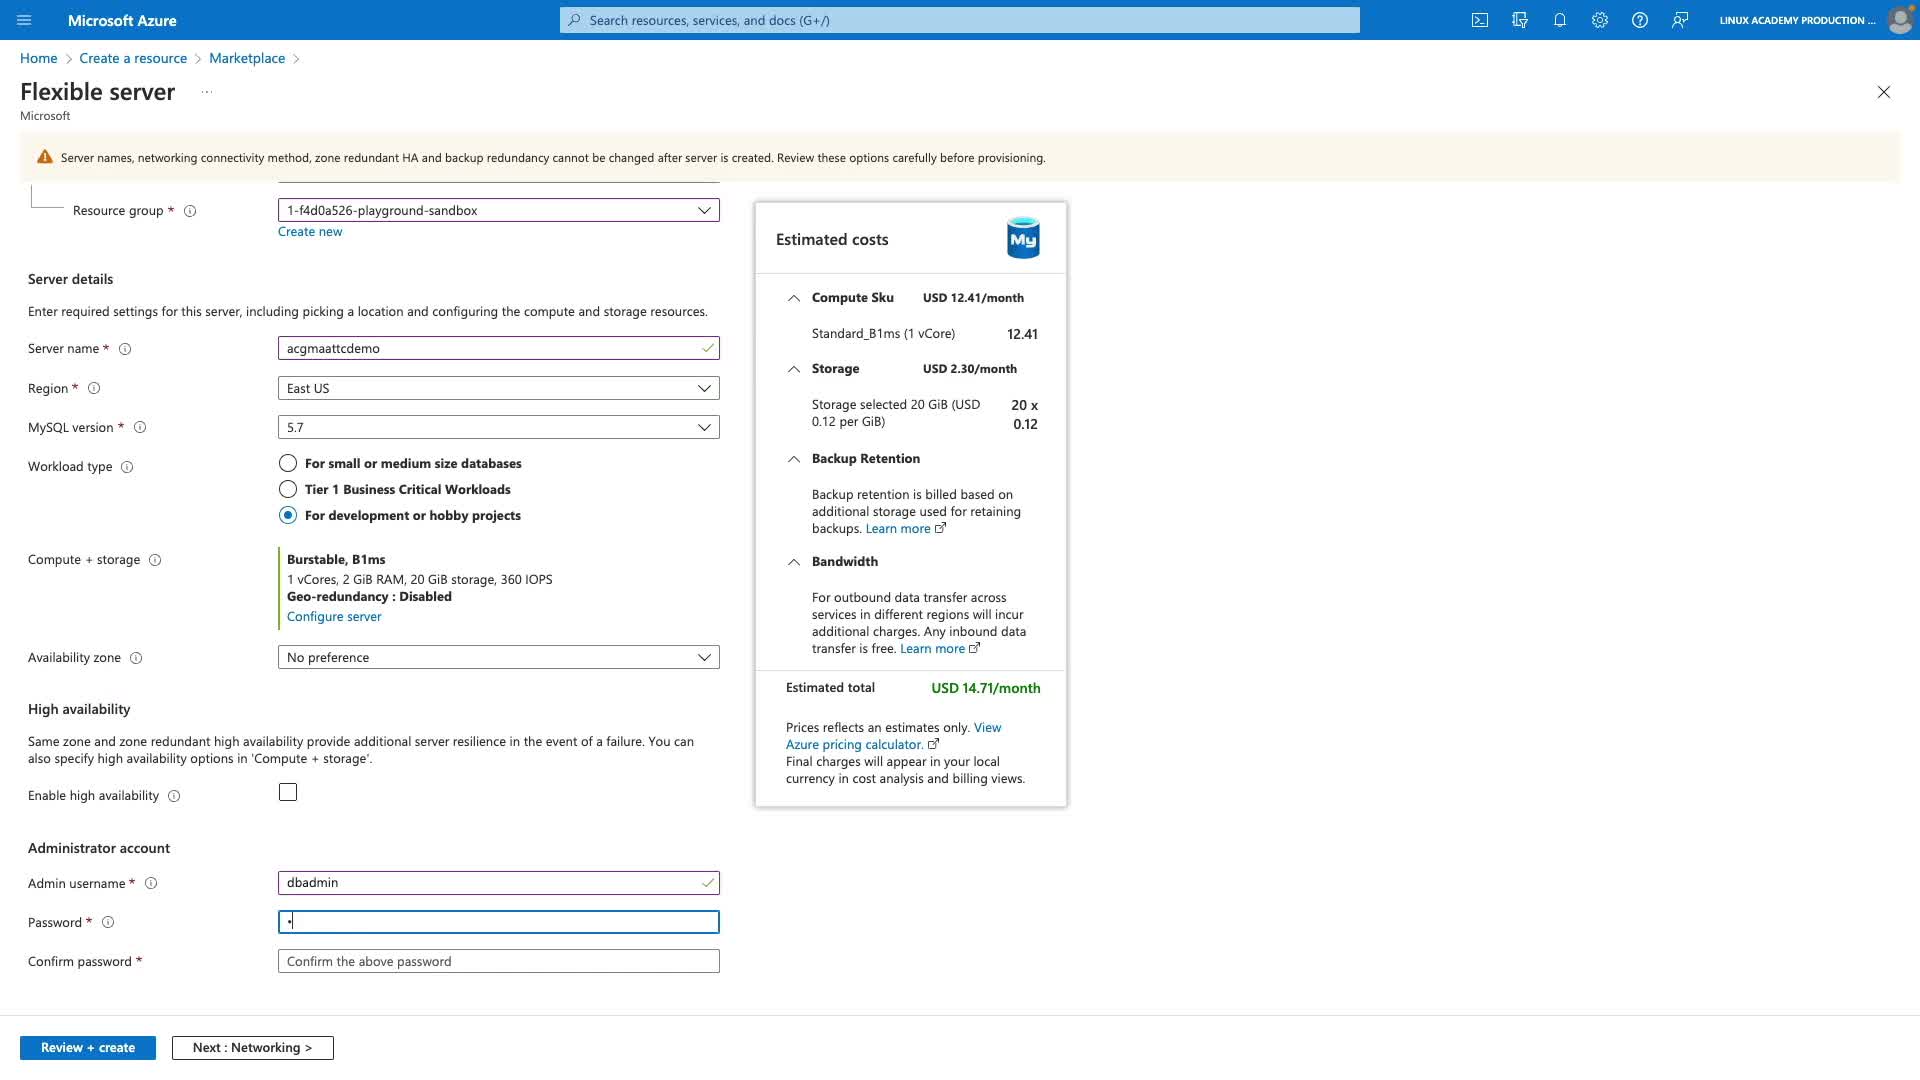 Microsoft Azure
Search resources, services, and docs (G+/)
LINUX ACADEMY PRODUCTION ...
Home > Create a resource > Marketplace >
Flexible server ...
Microsoft
Server names, networking connectivity method, zone redundant HA and backup redundancy cannot be changed after server is created. Review these options carefully before provisioning.
Resource group *
1-f4d0a526-playground-sandbox
Create new
Server details
Enter required settings for this server, including picking a location and configuring the compute and storage resources.
Server name *
acgmaattcdemo
Region *
East US
MySQL version *
5.7
Workload type
For small or medium size databases
Tier 1 Business Critical Workloads
For development or hobby projects
Compute + storage
Burstable, B1ms
1 vCores, 2 GiB RAM, 20 GiB storage, 360 IOPS
Geo-redundancy : Disabled
Configure server
Availability zone
No preference
High availability
Same zone and zone redundant high availability provide additional server resilience in the event of a failure. You can
also specify high availability options in 'Compute + storage'.
Enable high availability
Administrator account
Admin username *
dbadmin
Password *
•
Confirm password *
Confirm the above password
Review + create
Next : Networking >
Estimated costs
My
Compute Sku USD 12.41/month
Standard_B1ms (1 vCore) 12.41
Storage USD 2.30/month
Storage selected 20 GiB (USD 20 x
0.12 per GiB) 0.12
Backup Retention
Backup retention is billed based on
additional storage used for retaining
backups. Learn more
Bandwidth
For outbound data transfer across
services in different regions will incur
additional charges. Any inbound data
transfer is free. Learn more
Estimated total USD 14.71/month
Prices reflects an estimates only. View
Azure pricing calculator.
Final charges will appear in your local
currency in cost analysis and billing views.